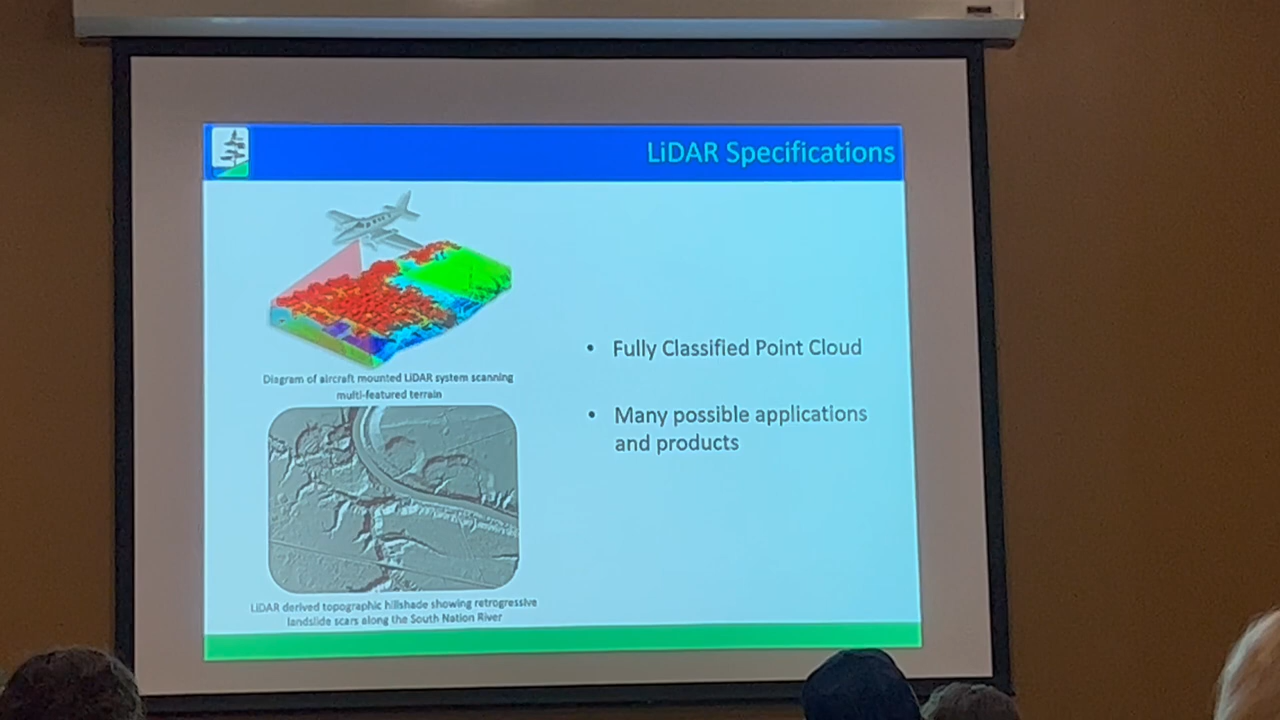 LiDAR Specifications
Diagram of aircraft mounted LiDAR system scanning
multi-featured terrain
• Fully Classified Point Cloud
• Many possible applications
and products
LiDAR derived topographic hillshade showing retrogressive
landslide scars along the South Nation River